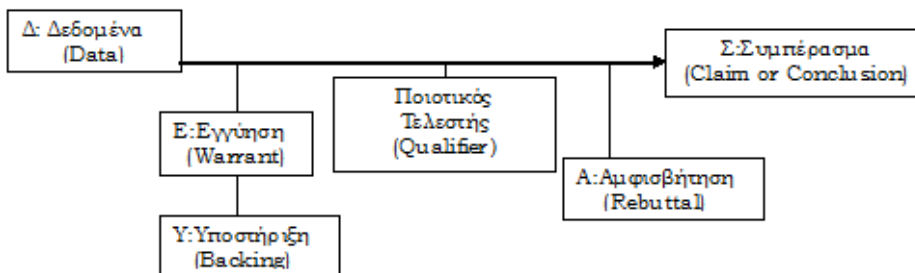 Δ: Δεδομένα
(Data)
Σ:Συμπέρασμα
(Claim or Conclusion)
Ποιοτικός
Τελεστής
(Qualifier)
Ε:Εγγύηση
(Warrant)
Α:Αμφισβήτηση
(Rebuttal)
Υ:Υποστήριξη
(Backing)